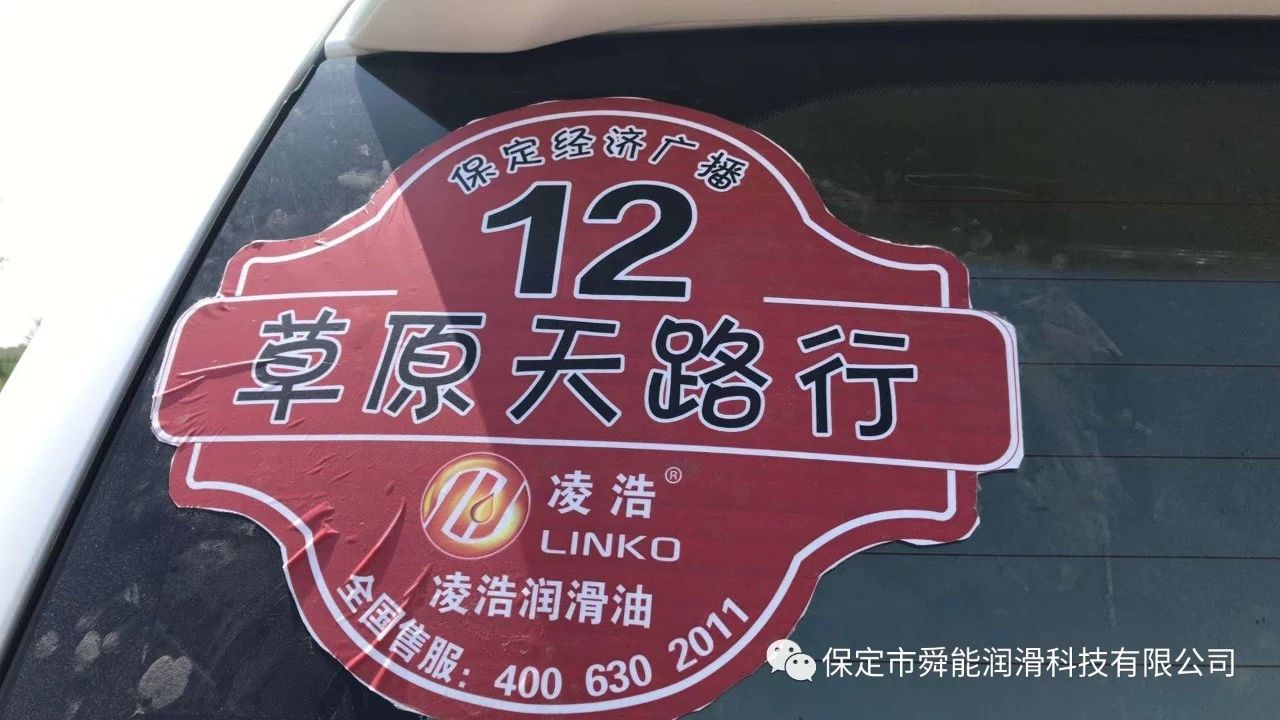 保定经济广播
12
草原天路行
凌浩®
LINKO
凌浩润滑油
全国售服：400 630 2011
保定市舜能润滑科技有限公司